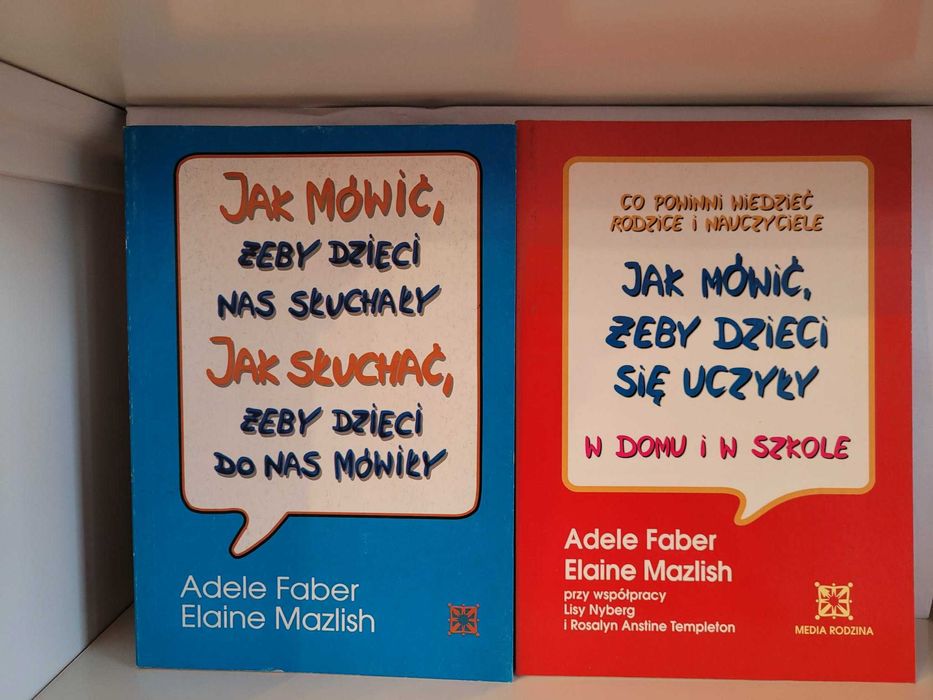 JAK MÓWIĆ,
ŻEBY DZIECI
NAS SŁUCHAŁY
JAK SŁUCHAĆ,
ŻEBY DZIECI
DO NAS MÓWIŁY
Adele Faber
Elaine Mazlish
CO POWINNI WIEDZIEĆ
RODZICE i NAUCZYCIELE
JAK MÓWIĆ,
ŻEBY DZIECI
SIĘ UCZYŁY
W DOMU i W SZKOLE
Adele Faber
Elaine Mazlish
przy współpracy
Lisy Nyberg
i Rosalyn Anstine Templeton
MEDIA RODZINA